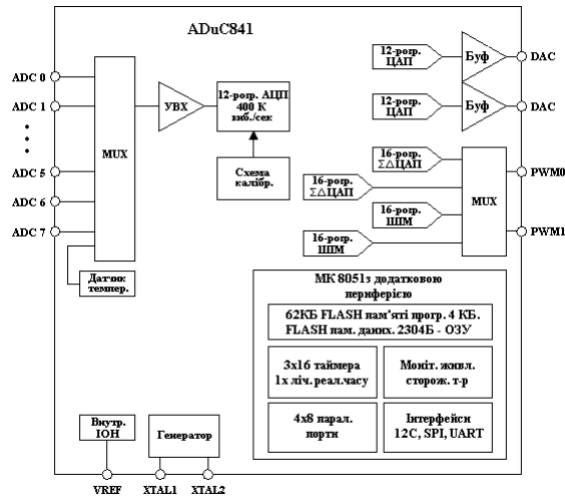 ADuC841
ADC 0
ADC 1
ADC 5
ADC 6
ADC 7
MUX
УВХ
12-розр. АЦП
400 К
виб./сек
Схема
калібр.
Датчик
темпер.
12-розр.
ЦАП
Буф
DAC
12-розр.
ЦАП
Буф
DAC
16-розр.
ΣΔЦАП
16-розр.
ΣΔЦАП
16-розр.
ШІМ
16-розр.
ШІМ
MUX
PWM0
PWM1
МК 8051з додатковою
периферією
62КБ FLASH пам'яті прогр. 4 КБ.
FLASH пам. даних. 2304Б - ОЗУ
3x16 таймера
1x ліч. реал.часу
Моніт. живл.
сторож. т-р
4x8 парал.
порти
Інтерфейси
12C, SPI, UART
Внутр.
ІОН
Генератор
VREF
XTAL1
XTAL2